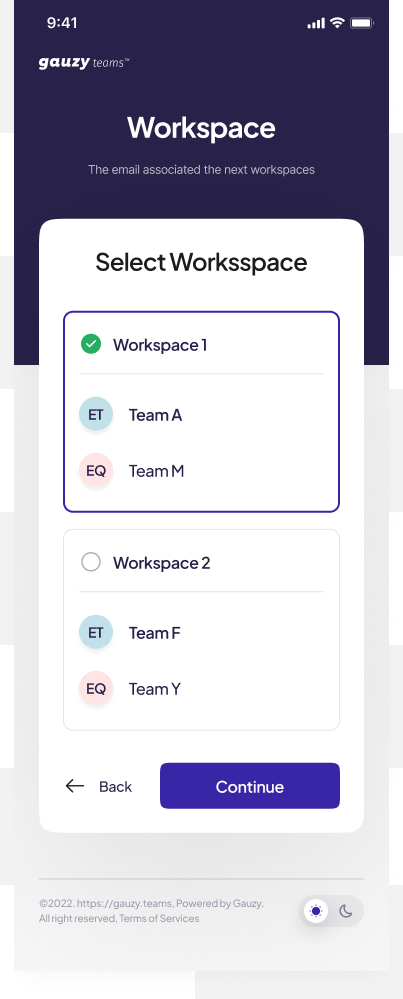 9:41
gauzy teams™
Workspace
The email associated the next workspaces
Select Worksspace
Workspace 1
ET Team A
EQ Team M
Workspace 2
ET Team F
EQ Team Y
Back Continue
©2022. https://gauzy.teams, Powered by Gauzy.
All right reserved, Terms of Services